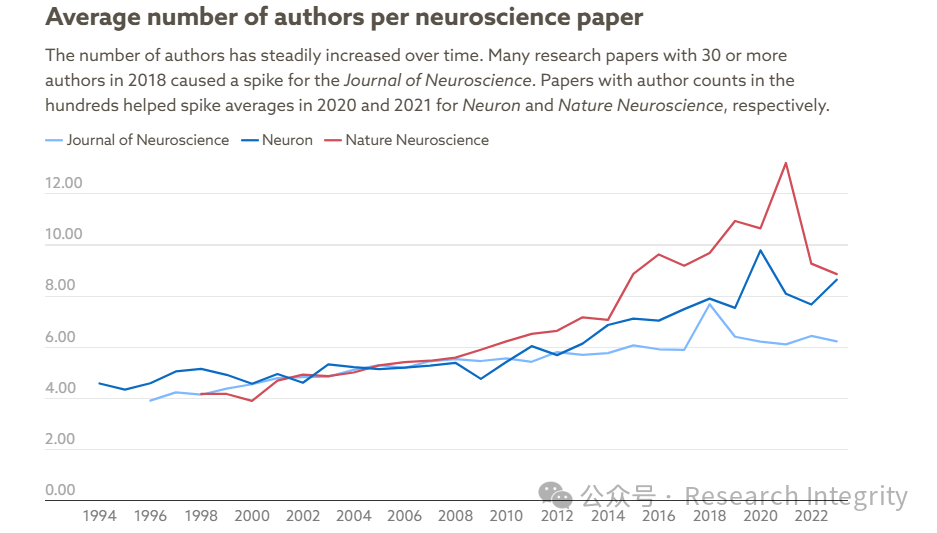 Average number of authors per neuroscience paper
The number of authors has steadily increased over time. Many research papers with 30 or more
authors in 2018 caused a spike for the Journal of Neuroscience. Papers with author counts in the
hundreds helped spike averages in 2020 and 2021 for Neuron and Nature Neuroscience, respectively.
Journal of Neuroscience Neuron Nature Neuroscience
12.00
10.00
8.00
6.00
4.00
2.00
0.00
公众号 · Research Integrity
1994 1996 1998 2000 2002 2004 2006 2008 2010 2012 2014 2016 2018 2020 2022